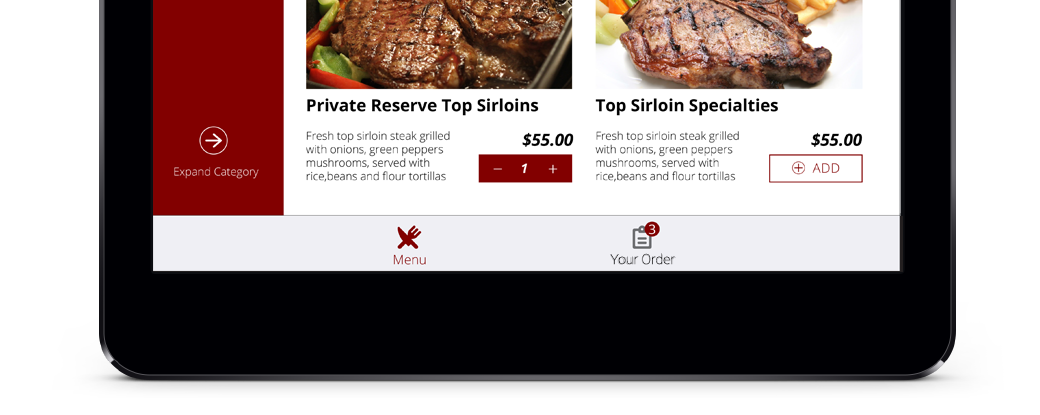 Private Reserve Top Sirloins
Fresh top sirloin steak grilled
with onions, green peppers
mushrooms, served with
rice,beans and flour tortillas
$55.00
− 1 +
Top Sirloin Specialties
Fresh top sirloin steak grilled
with onions, green peppers
mushrooms, served with
rice,beans and flour tortillas
$55.00
ADD
Expand Category
Menu
3
Your Order